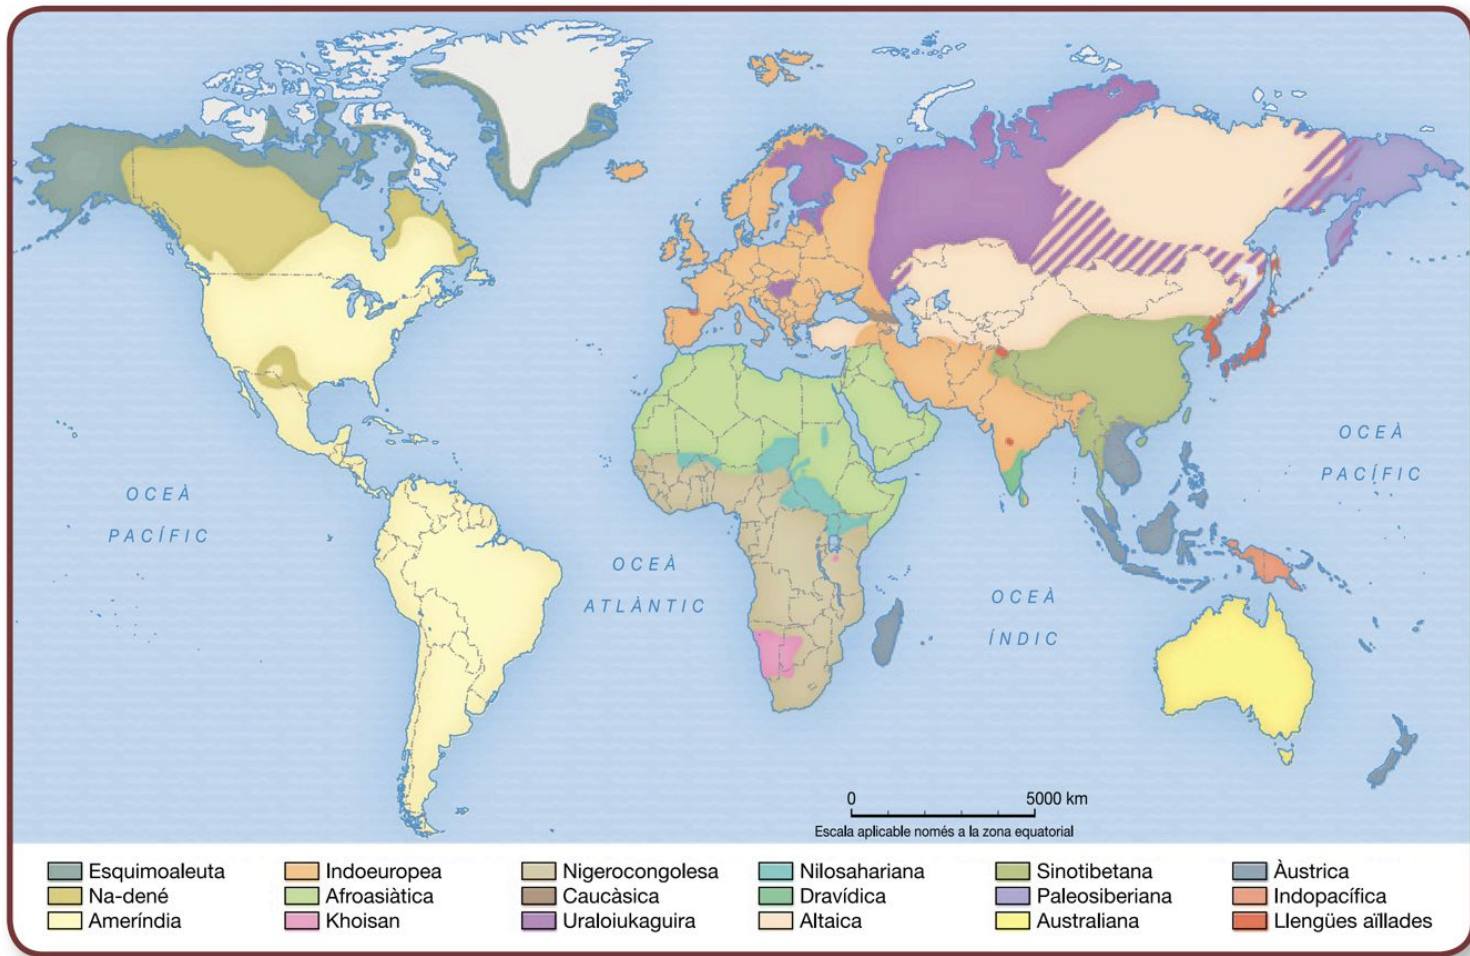 OCEÀ
PACÍFIC
OCEÀ
ATLÀNTIC
OCEÀ
ÍNDIC
OCEÀ
PACÍFIC
0 5000 km
Escala aplicable només a la zona equatorial
Esquimoaleuta Indoeuropea Nigerocongolesa Nilosahariana Sinotibetana Àustrica
Na-dené Afroasiàtica Caucàsica Dravídica Paleosiberiana Indopacífica
Ameríndia Khoisan Uraloiukaguira Altaica Australiana Llengües aïllades